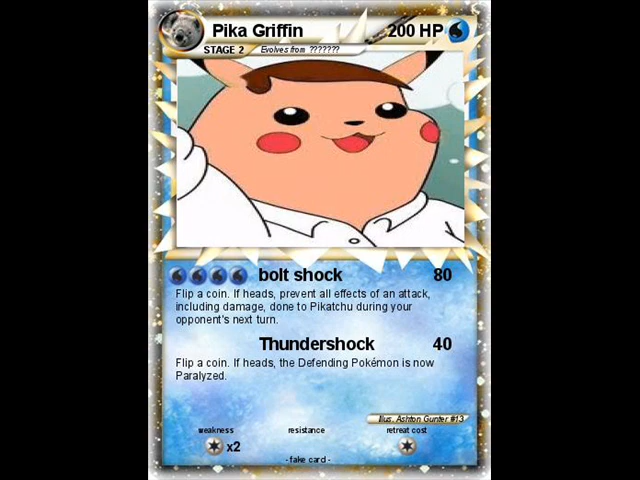 Pika Griffin 200 HP
STAGE 2 Evolves from ???????
bolt shock 80
Flip a coin. If heads, prevent all effects of an attack,
including damage, done to Pikatchu during your
opponent's next turn.
Thundershock 40
Flip a coin. If heads, the Defending Pokémon is now
Paralyzed.
Illus. Ashton Gunter #13
weakness resistance retreat cost
x2
- fake card -